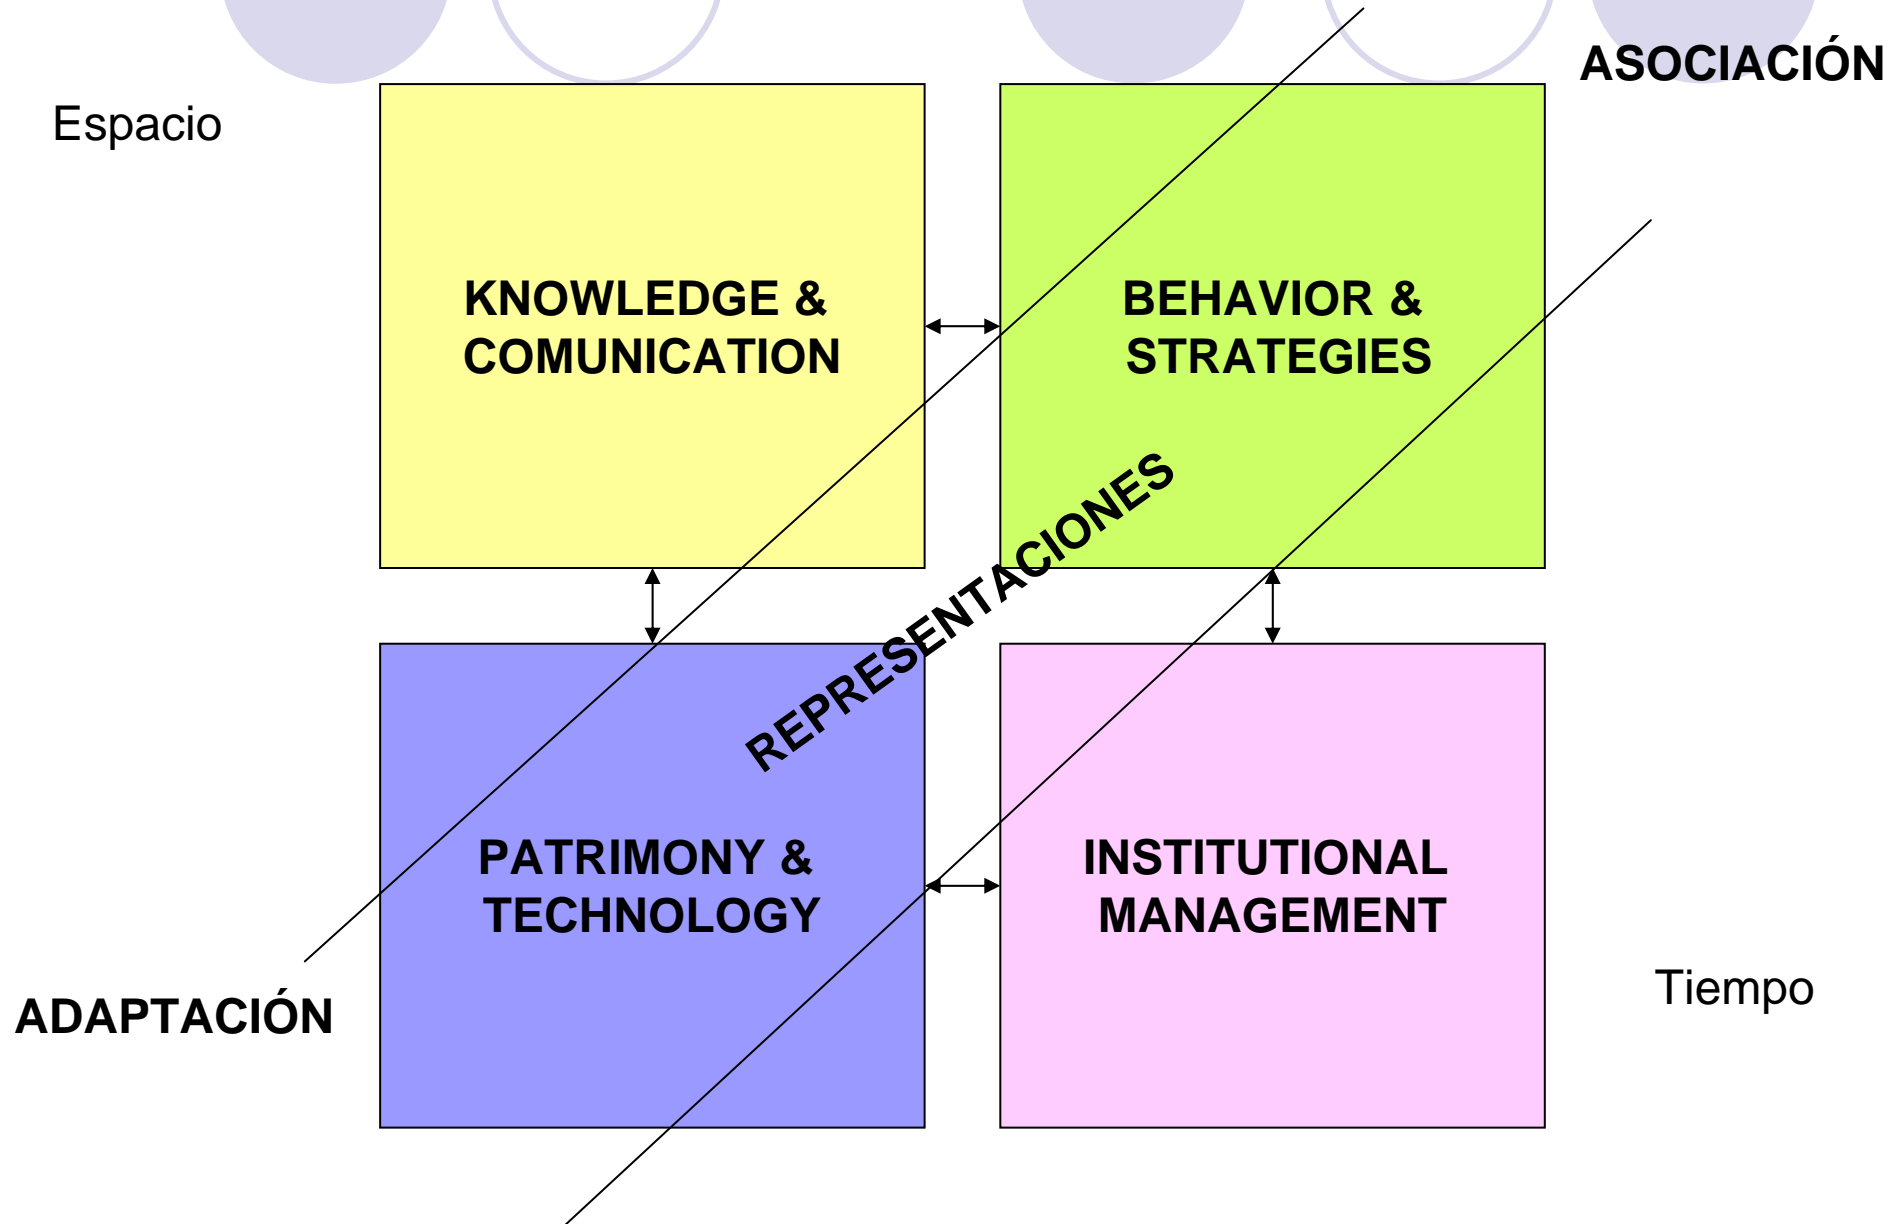 ASOCIACIÓN
Espacio
KNOWLEDGE &
COMUNICATION
BEHAVIOR &
STRATEGIES
REPRESENTACIONES
PATRIMONY &
TECHNOLOGY
INSTITUTIONAL
MANAGEMENT
ADAPTACIÓN
Tiempo